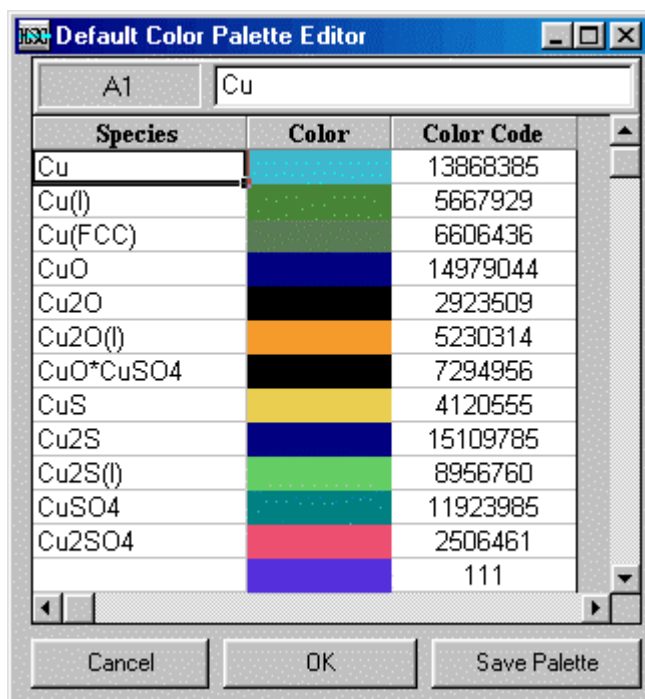 HSC Default Color Palette Editor
A1 Cu
Species Color Color Code
Cu 13868385
Cu(l) 5667929
Cu(FCC) 6606436
CuO 14979044
Cu2O 2923509
Cu2O(l) 5230314
CuO*CuSO4 7294956
CuS 4120555
Cu2S 15109785
Cu2S(l) 8956760
CuSO4 11923985
Cu2SO4 2506461
111
Cancel OK Save Palette